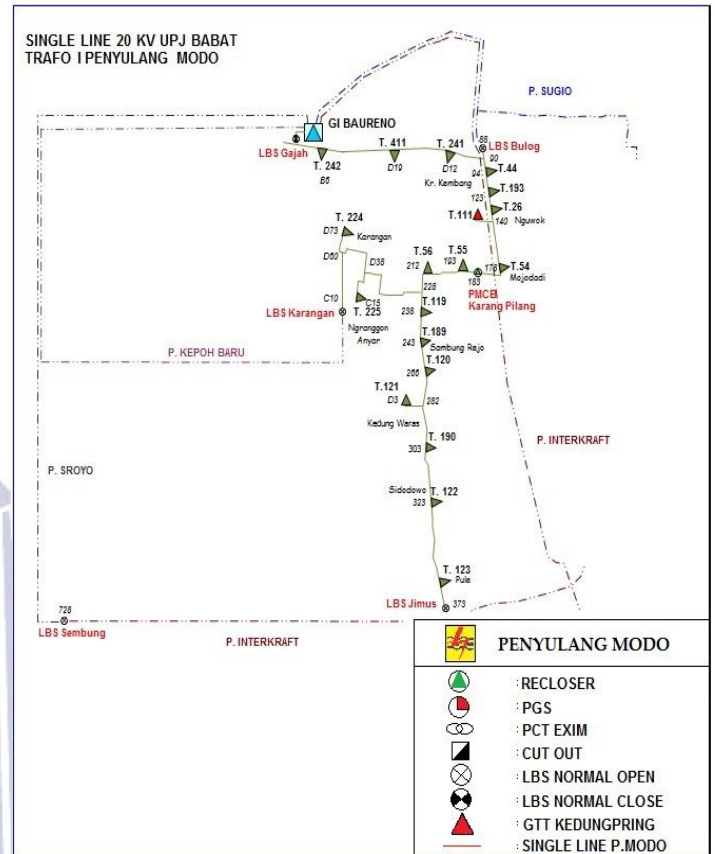 SINGLE LINE 20 KV UPJ BABAT
TRAFO I PENYULANG MODO
P. SUGIO
GI BAURENO
LBS Gajah
T. 242
B6
T. 411
D19
T. 241
D12
Kr. Kembang
58
LBS Bulog
90
94
T.44
T.193
123
T.26
T.111
140
Nguwok
T. 224
D73
Karangan
D60
D38
T.56
212
T.55
193
178
T.54
Mojodadi
183
228
PMCB
Karang Pilang
C10
C15
LBS Karangan
T. 225
Ngranggon
Anyar
238
T.119
T.189
243
Sambung Rejo
P. KEPOH BARU
266
T.120
T.121
D3
282
Kedung Waras
T. 190
303
P. INTERKRAFT
P. SROYO
Sidodowo
T. 122
323
T. 123
Pule
LBS Jimus
373
728
LBS Sembung
P. INTERKRAFT
PENYULANG MODO
: RECLOSER
: PGS
: PCT EXIM
: CUT OUT
: LBS NORMAL OPEN
: LBS NORMAL CLOSE
: GTT KEDUNGPRING
: SINGLE LINE P.MODO